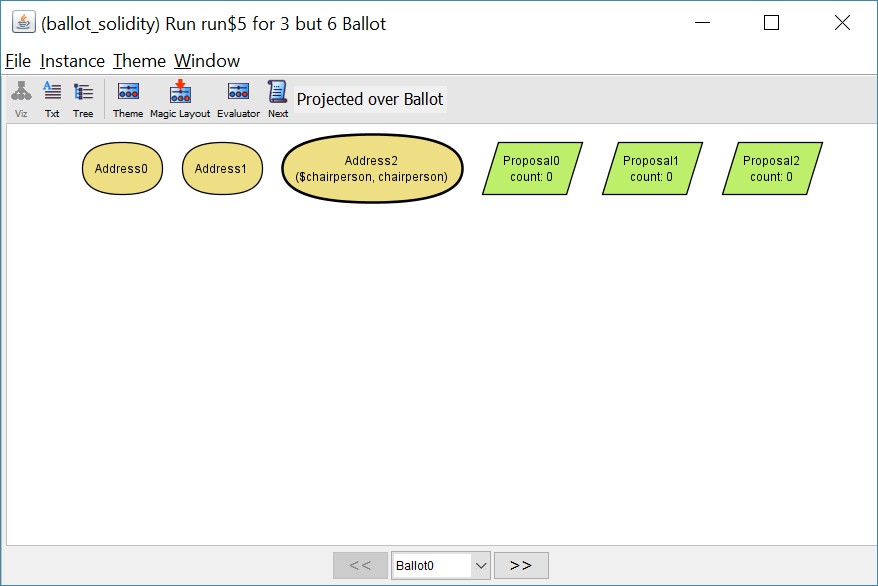 (ballot_solidity) Run run$5 for 3 but 6 Ballot
File Instance Theme Window
Viz Txt Tree Theme Magic Layout Evaluator Next Projected over Ballot
Address0 Address1 Address2 Proposal0 Proposal1 Proposal2
($chairperson, chairperson) count: 0 count: 0 count: 0
<< Ballot0 >>